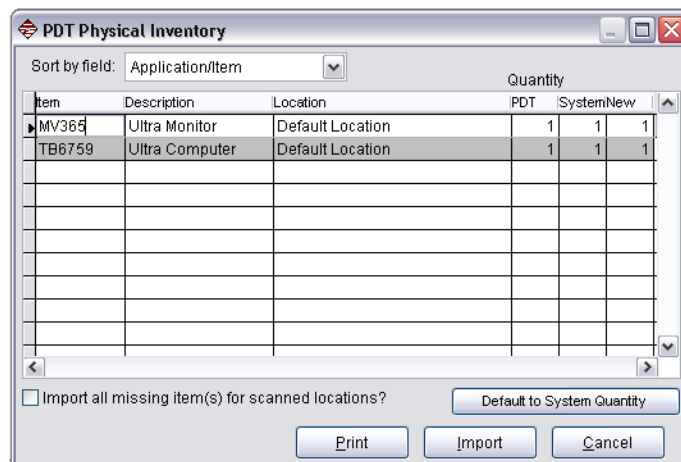 PDT Physical Inventory
Sort by field: Application/Item
Quantity
Item Description Location PDT System New
MV365 Ultra Monitor Default Location 1 1 1
TB6759 Ultra Computer Default Location 1 1 1
Import all missing item(s) for scanned locations? Default to System Quantity
Print Import Cancel